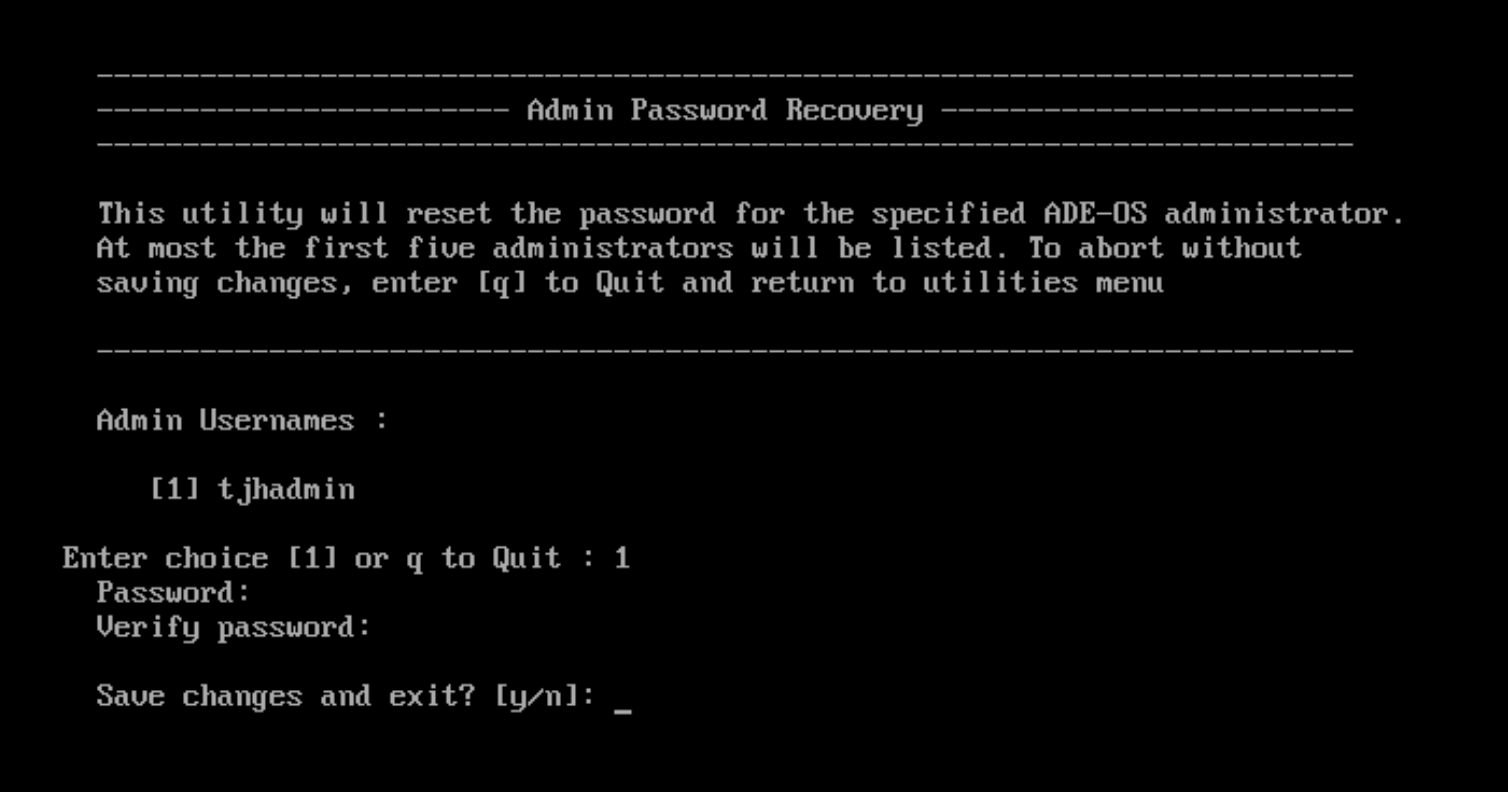 -------------------------------------------------------------------------
------------------------ Admin Password Recovery ------------------------
-------------------------------------------------------------------------
This utility will reset the password for the specified ADE-OS administrator.
At most the first five administrators will be listed. To abort without
saving changes, enter [q] to Quit and return to utilities menu
-------------------------------------------------------------------------
Admin Usernames :
[1] tjhadmin
Enter choice [1] or q to Quit : 1
Password:
Verify password:
Save changes and exit? [y/n]: _